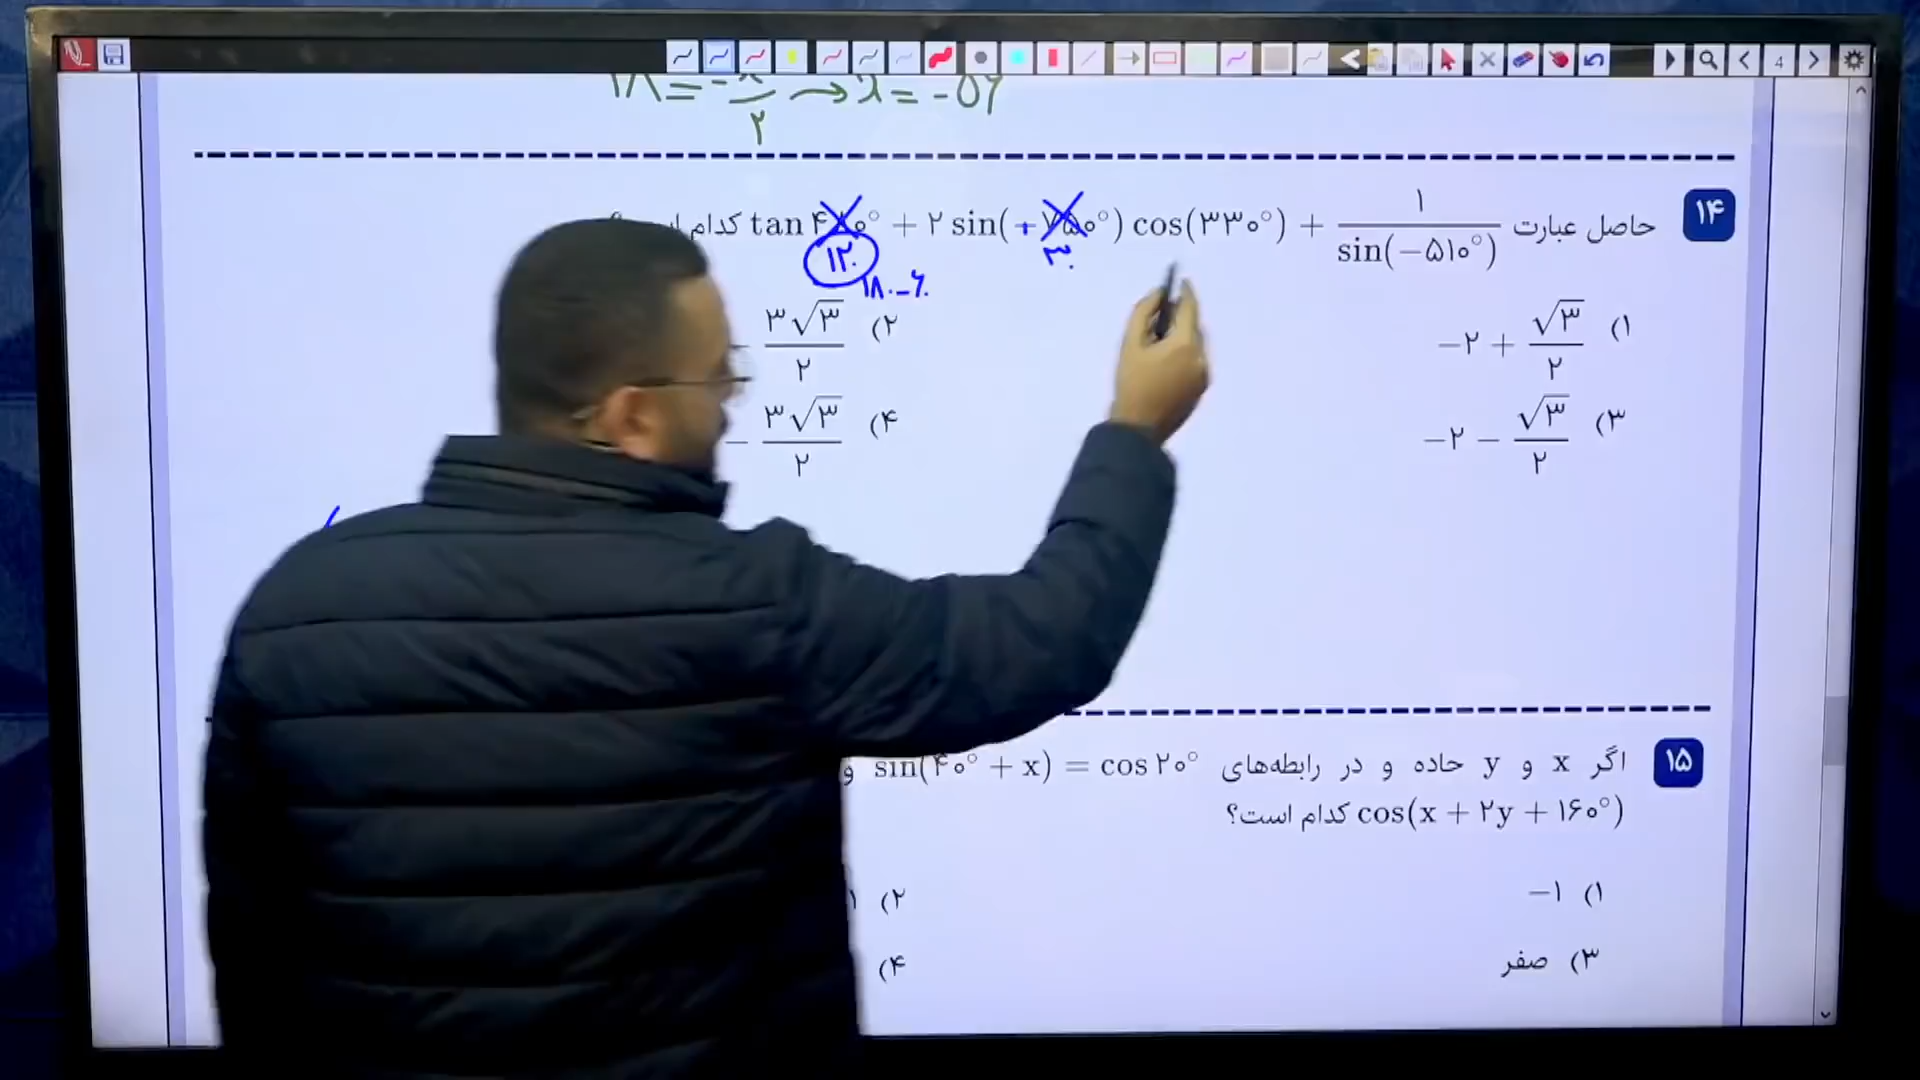 ۱۸ = -x/۲ → x = -۵۶
۱۴ حاصل عبارت tan ۴۸۰° + ۲ sin(+۷۵۰°) cos(۳۳۰°) + ۱/sin(−۵۱۰°) کدام
۱۲۰ ۳۰
۱۸۰-۶۰
۱) −۲ + √۳/۲ ۲) − ۳√۳/۲
۳) −۲ − √۳/۲ ۴) − ۳√۳/۲
۱۵ اگر x و y حاده و در رابطه‌های sin(۴۰° + x) = cos ۲۰° و
cos(x + ۲y + ۱۶۰°) کدام است؟
۱) −۱ ۲) ۱
۳) صفر ۴)
4